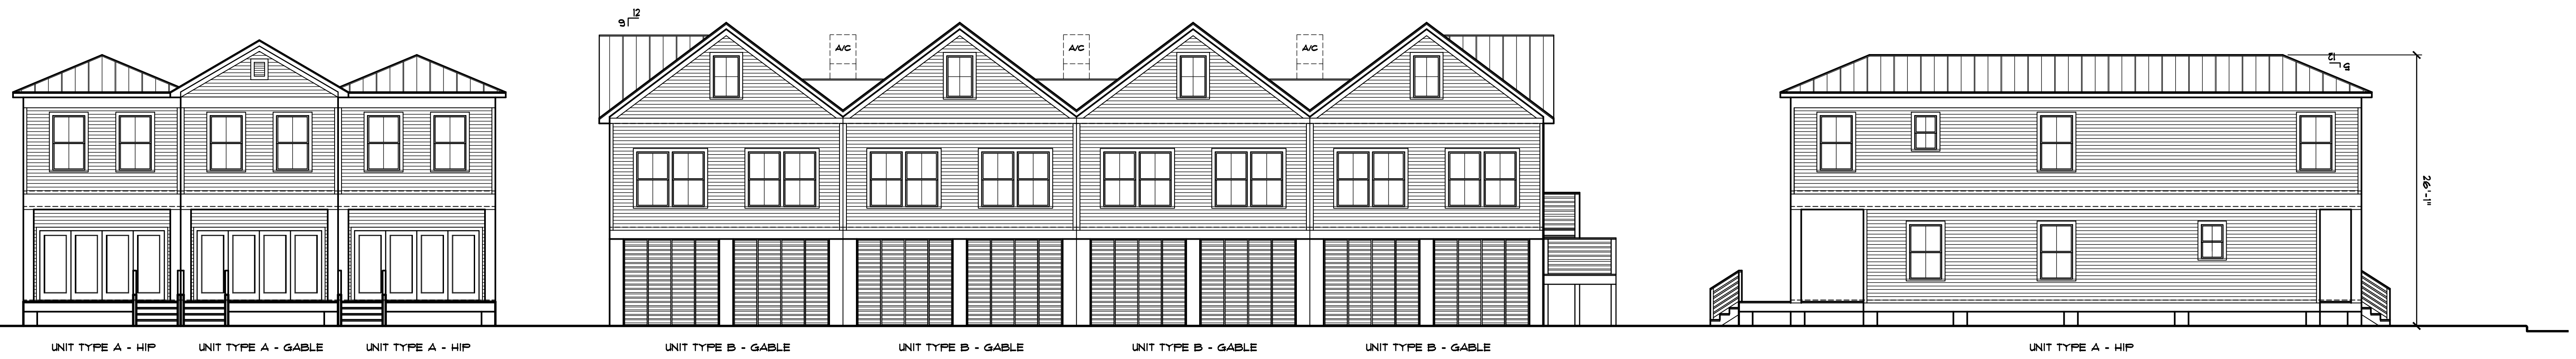 12
9
A/C
A/C
A/C
12
5
26'-1"
UNIT TYPE A - HIP
UNIT TYPE A - GABLE
UNIT TYPE A - HIP
UNIT TYPE B - GABLE
UNIT TYPE B - GABLE
UNIT TYPE B - GABLE
UNIT TYPE B - GABLE
UNIT TYPE A - HIP